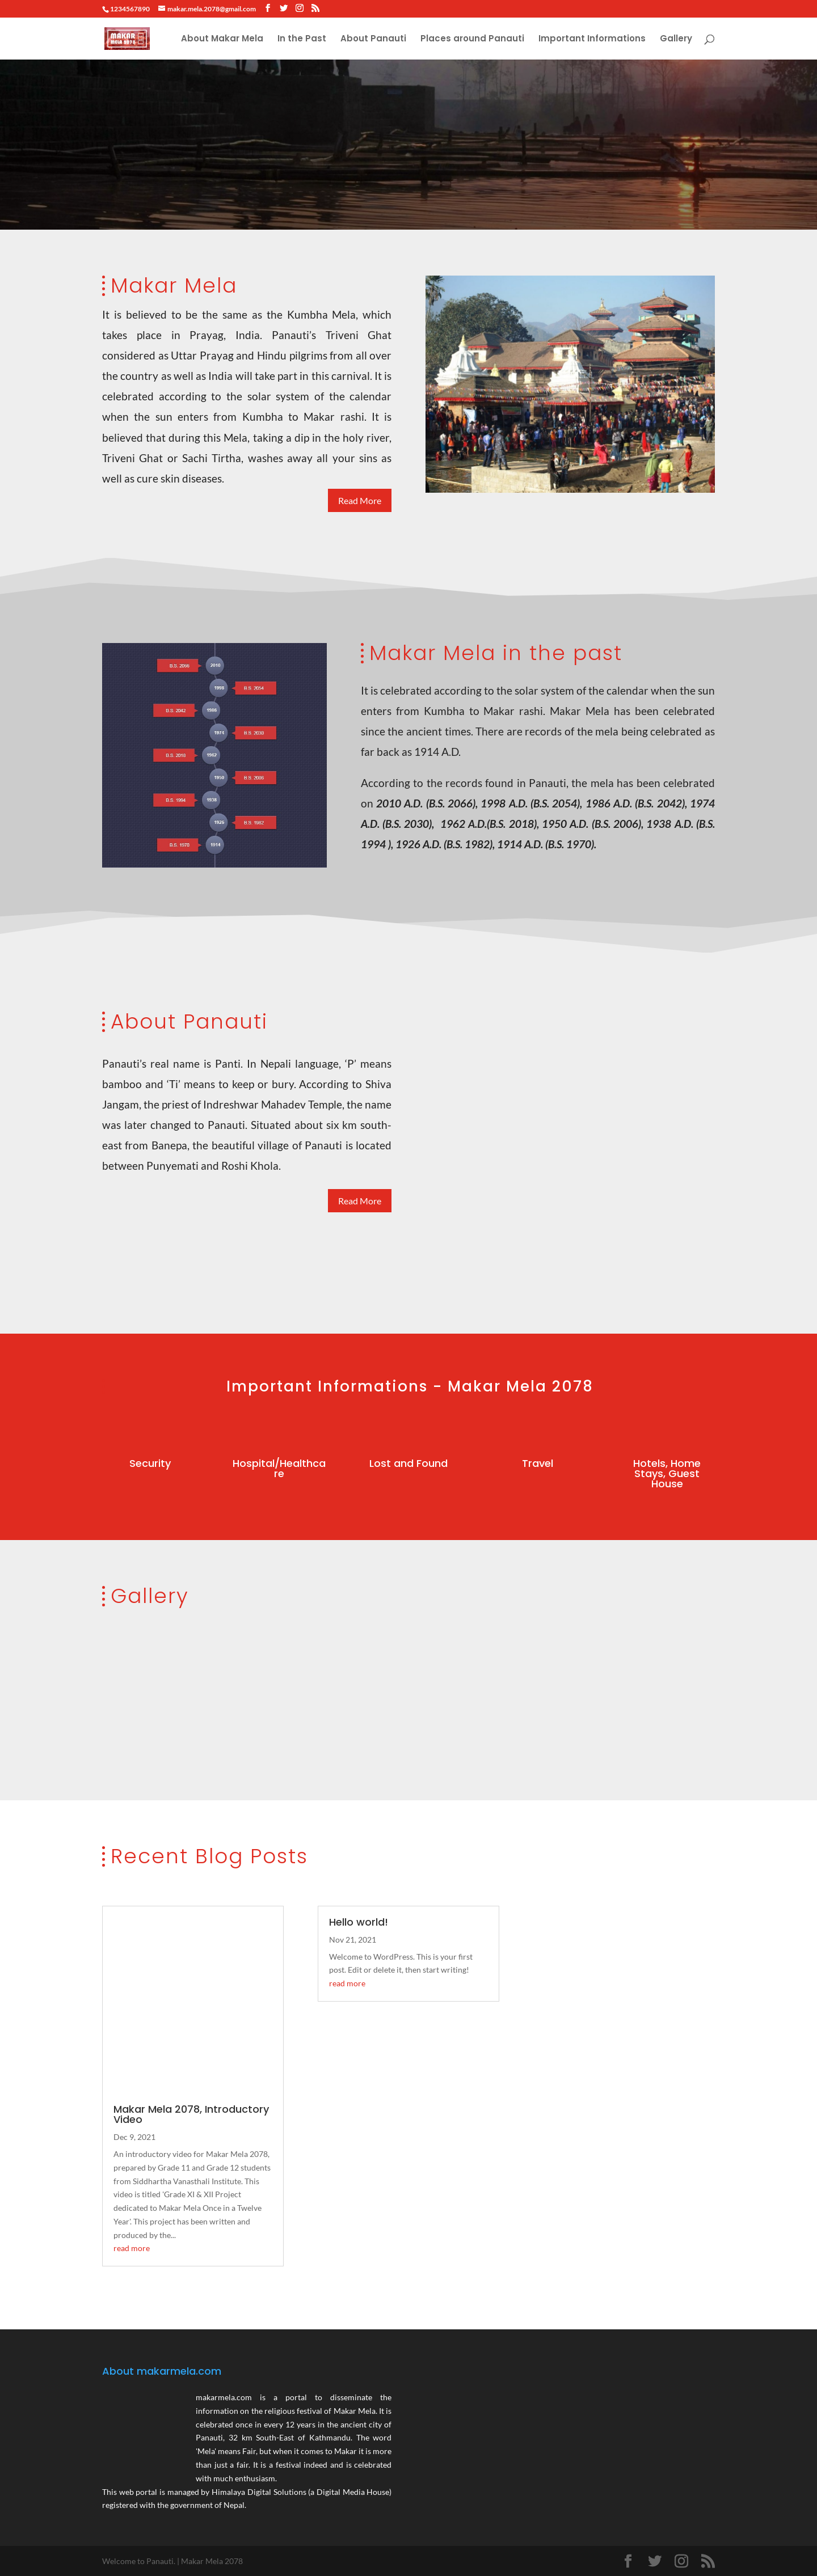 1234567890 makar.mela.2078@gmail.com
MAKAR
MELA 2078
About Makar Mela In the Past About Panauti Places around Panauti Important Informations Gallery
Makar Mela
It is believed to be the same as the Kumbha Mela, which
takes place in Prayag, India. Panauti's Triveni Ghat
considered as Uttar Prayag and Hindu pilgrims from all over
the country as well as India will take part in this carnival. It is
celebrated according to the solar system of the calendar
when the sun enters from Kumbha to Makar rashi. It is
believed that during this Mela, taking a dip in the holy river,
Triveni Ghat or Sachi Tirtha, washes away all your sins as
well as cure skin diseases.
Read More
B.S. 2066 2010
1998 B.S. 2054
B.S. 2042
B.S. 2030
B.S. 2018 1962
1950 B.S. 2006
B.S. 1994 1938
1926 B.S. 1982
B.S. 1970 1914
Makar Mela in the past
It is celebrated according to the solar system of the calendar when the sun
enters from Kumbha to Makar rashi. Makar Mela has been celebrated
since the ancient times. There are records of the mela being celebrated as
far back as 1914 A.D.
According to the records found in Panauti, the mela has been celebrated
on 2010 A.D. (B.S. 2066), 1998 A.D. (B.S. 2054), 1986 A.D. (B.S. 2042), 1974
A.D. (B.S. 2030), 1962 A.D.(B.S. 2018), 1950 A.D. (B.S. 2006), 1938 A.D. (B.S.
1994 ), 1926 A.D. (B.S. 1982), 1914 A.D. (B.S. 1970).
About Panauti
Panauti's real name is Panti. In Nepali language, 'P' means
bamboo and 'Ti' means to keep or bury. According to Shiva
Jangam, the priest of Indreshwar Mahadev Temple, the name
was later changed to Panauti. Situated about six km south-
east from Banepa, the beautiful village of Panauti is located
between Punyemati and Roshi Khola.
Read More
Important Informations - Makar Mela 2078
Security
Hospital/Healthca
re
Lost and Found
Travel
Hotels, Home
Stays, Guest
House
Gallery
Recent Blog Posts
Makar Mela 2078, Introductory
Video
Dec 9, 2021
An introductory video for Makar Mela 2078,
prepared by Grade 11 and Grade 12 students
from Siddhartha Vanasthali Institute. This
video is titled 'Grade XI & XII Project
dedicated to Makar Mela Once in a Twelve
Year'. This project has been written and
produced by the...
read more
Hello world!
Nov 21, 2021
Welcome to WordPress. This is your first
post. Edit or delete it, then start writing!
read more
About makarmela.com
makarmela.com is a portal to disseminate the
information on the religious festival of Makar Mela. It is
celebrated once in every 12 years in the ancient city of
Panauti, 32 km South-East of Kathmandu. The word
'Mela' means Fair, but when it comes to Makar it is more
than just a fair. It is a festival indeed and is celebrated
with much enthusiasm.
This web portal is managed by Himalaya Digital Solutions (a Digital Media House)
registered with the government of Nepal.
Welcome to Panauti. | Makar Mela 2078